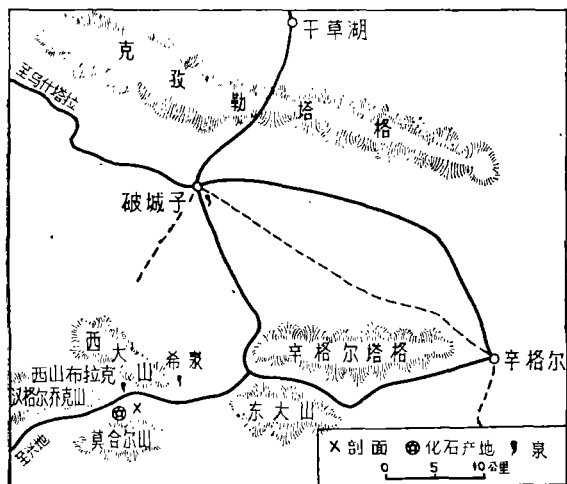 干草湖
克孜勒塔格
至乌什塔拉
破城子
西大山
希泉
辛格尔塔格
辛格尔
西山布拉克
汉格尔乔克山
东大山
莫合尔山
至兴地
×剖面 化石产地 泉
0 5 10公里